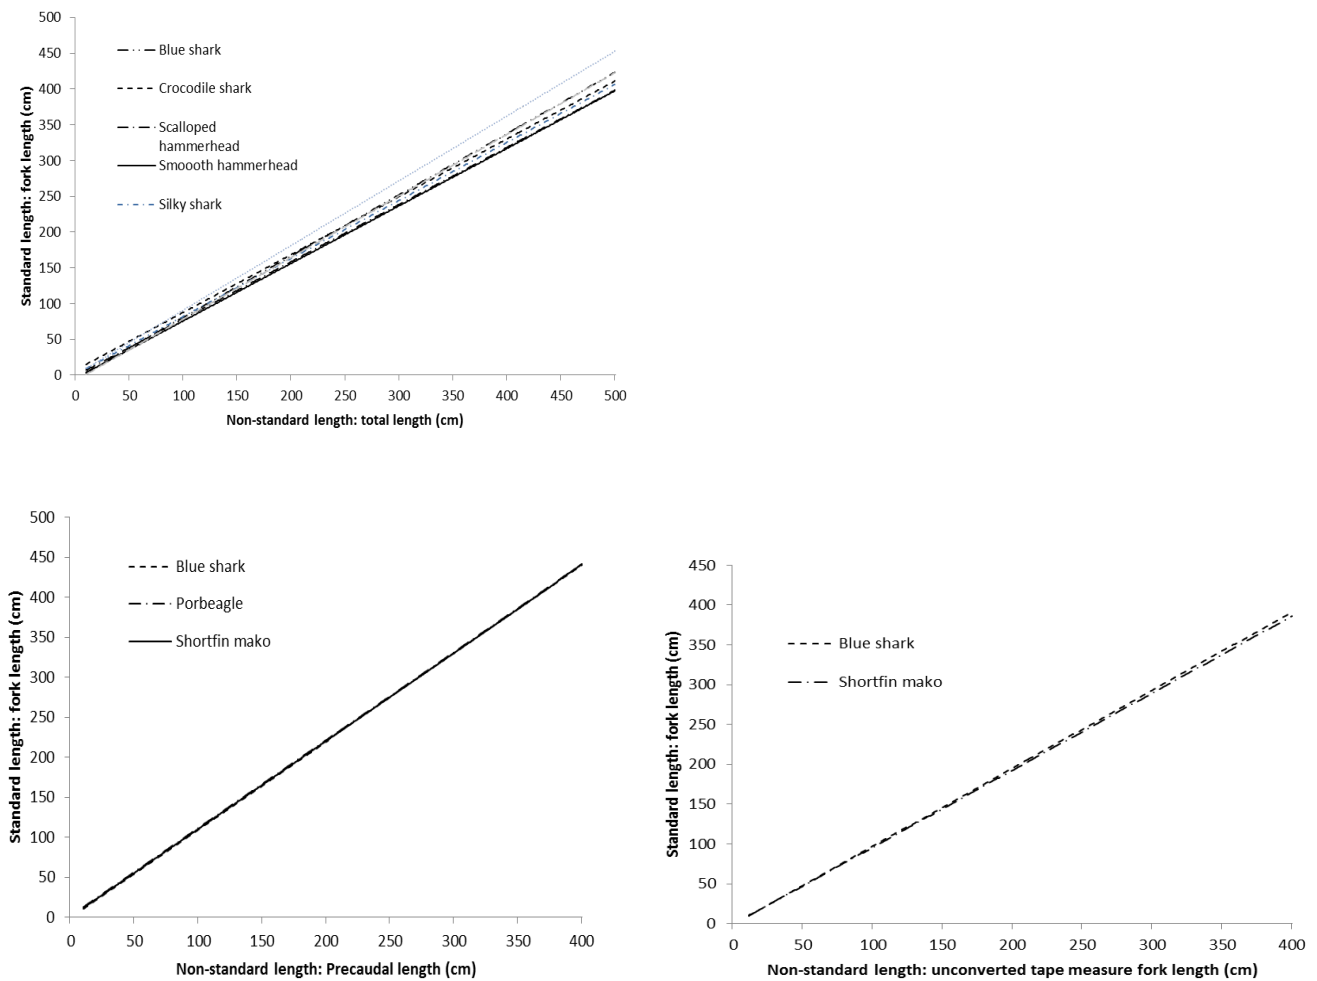 500
450
400
350
300
250
200
150
100
50
0
Standard length: fork length (cm)
Blue shark
Crocodile shark
Scalloped
hammerhead
Smoooth hammerhead
Silky shark
0 50 100 150 200 250 300 350 400 450 500
Non-standard length: total length (cm)
500
450
400
350
300
250
200
150
100
50
0
Standard length: fork length (cm)
Blue shark
Porbeagle
Shortfin mako
0 50 100 150 200 250 300 350 400
Non-standard length: Precaudal length (cm)
450
400
350
300
250
200
150
100
50
0
Standard length: fork length (cm)
Blue shark
Shortfin mako
0 50 100 150 200 250 300 350 400
Non-standard length: unconverted tape measure fork length (cm)